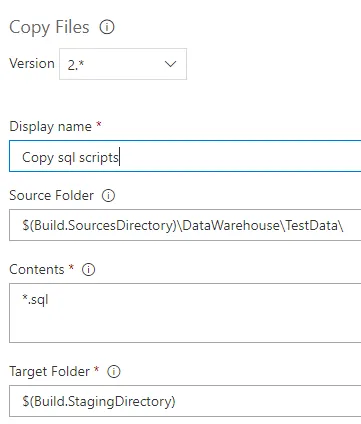 Copy Files
Version 2.*
Display name *
Copy sql scripts
Source Folder
$(Build.SourcesDirectory)\DataWarehouse\TestData\
Contents *
*.sql
Target Folder *
$(Build.StagingDirectory)